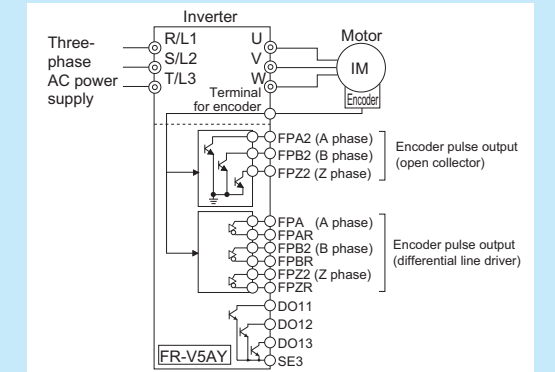 Inverter
Three-
phase
AC power
supply
R/L1
S/L2
T/L3
U
V
W
Motor
IM
Encoder
Terminal
for encoder
FPA2 (A phase)
FPB2 (B phase)
FPZ2 (Z phase)
Encoder pulse output
(open collector)
FPA (A phase)
FPAR
FPB2 (B phase)
FPBR
FPZ2 (Z phase)
FPZR
Encoder pulse output
(differential line driver)
DO11
DO12
DO13
SE3
FR-V5AY